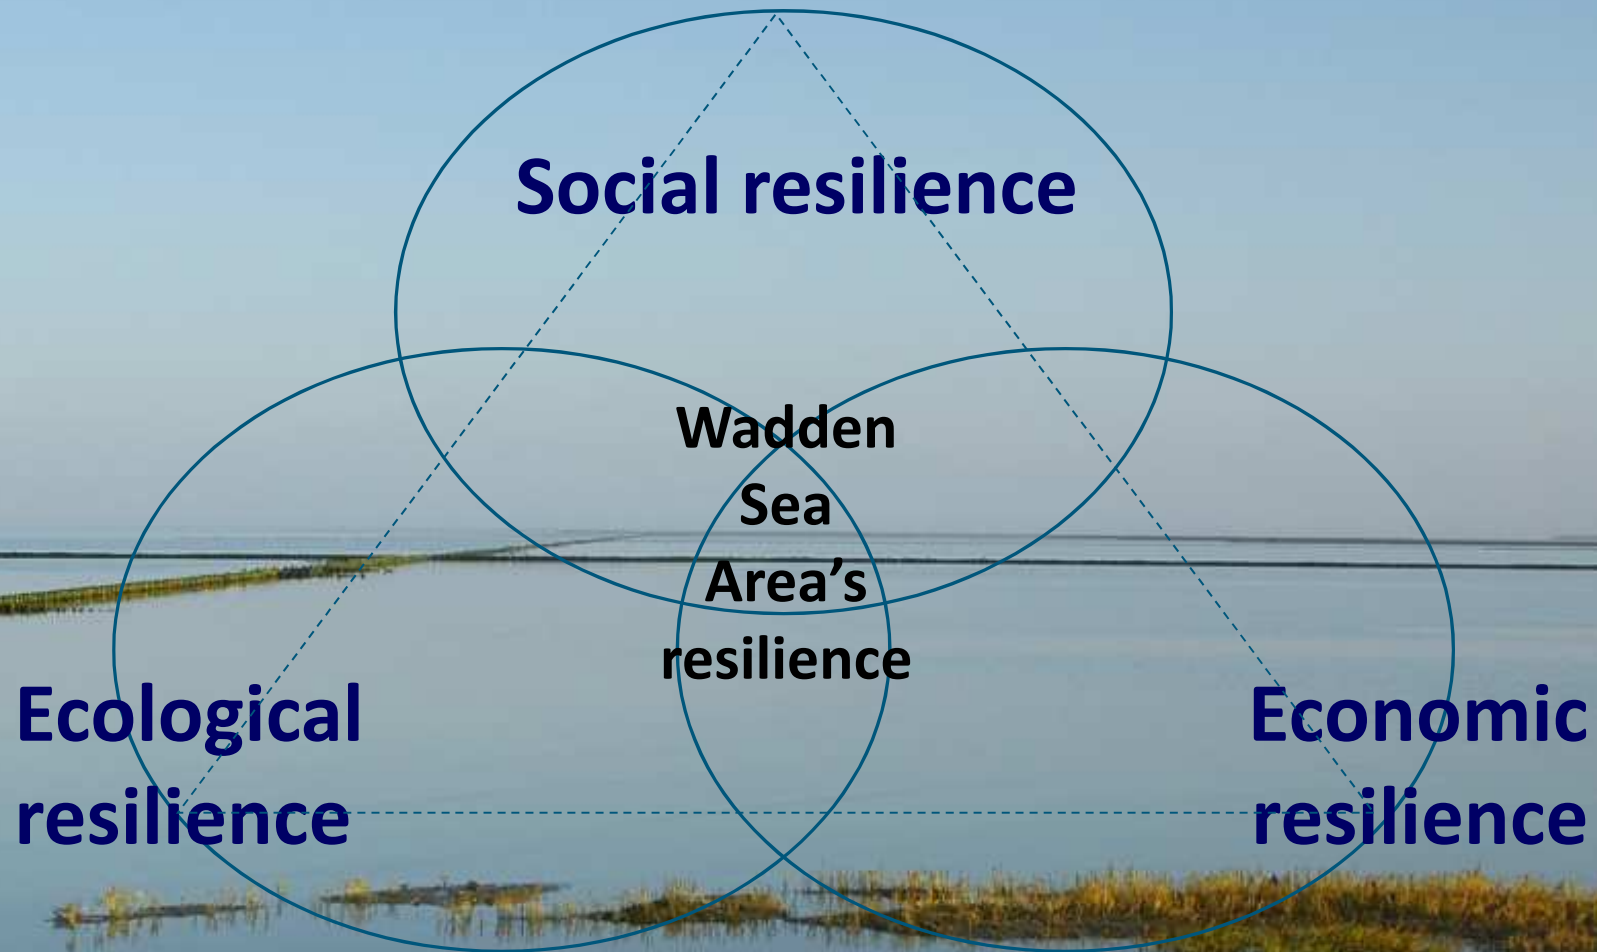 Social resilience
Wadden
Sea
Area’s
resilience
Ecological
resilience
Economic
resilience